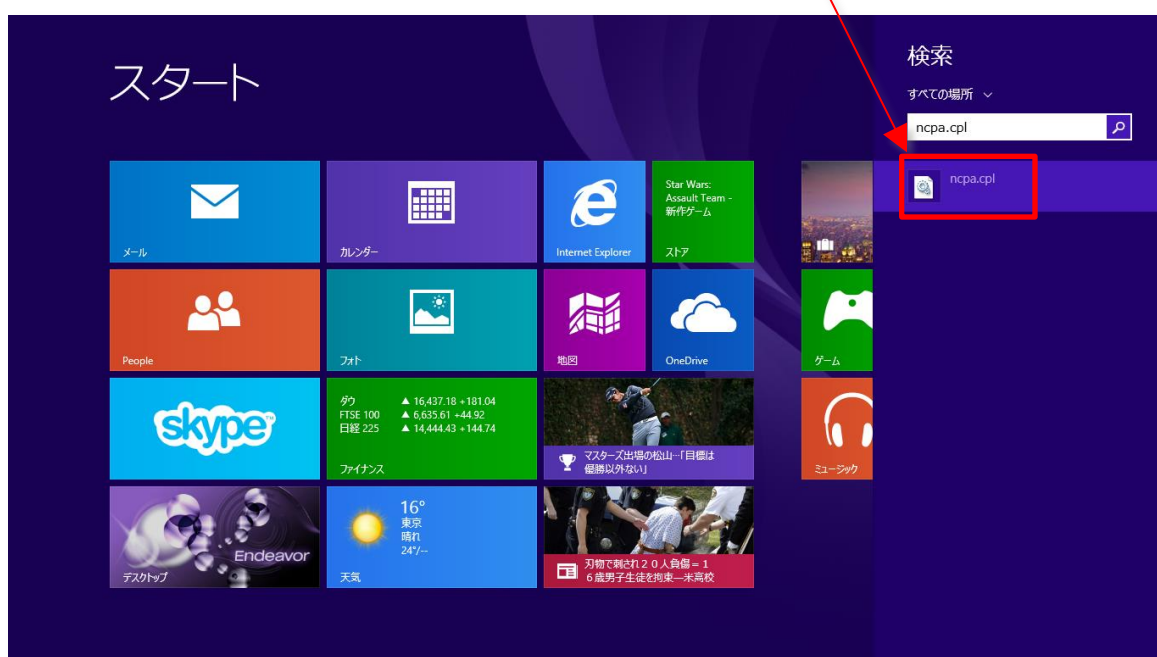 スタート
検索
すべての場所
ncpa.cpl
ncpa.cpl
メール
カレンダー
Internet Explorer
Star Wars:
Assault Team -
新作ゲーム
ストア
People
フォト
地図
OneDrive
ゲーム
skype
ダウ ▲ 16,437.18 +181.04
FTSE 100 ▲ 6,635.61 +44.92
日経 225 ▲ 14,444.43 +144.74
ファイナンス
マスターズ出場の松山…「目標は
優勝以外ない」
ミュージック
Endeavor
デスクトップ
16°
東京
晴れ
24°/--
天気
刃物で刺され20人負傷=1
6歳男子生徒を拘束―米高校